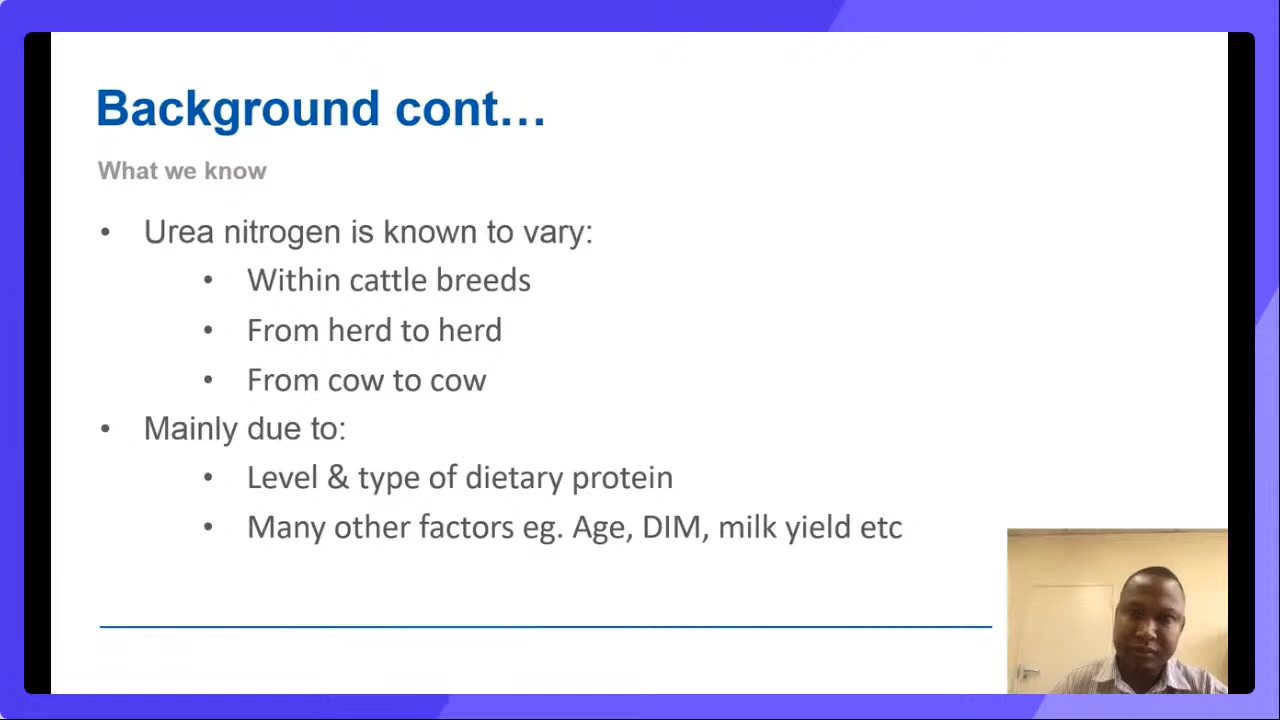 Background cont…
What we know
• Urea nitrogen is known to vary:
• Within cattle breeds
• From herd to herd
• From cow to cow
• Mainly due to:
• Level & type of dietary protein
• Many other factors eg. Age, DIM, milk yield etc